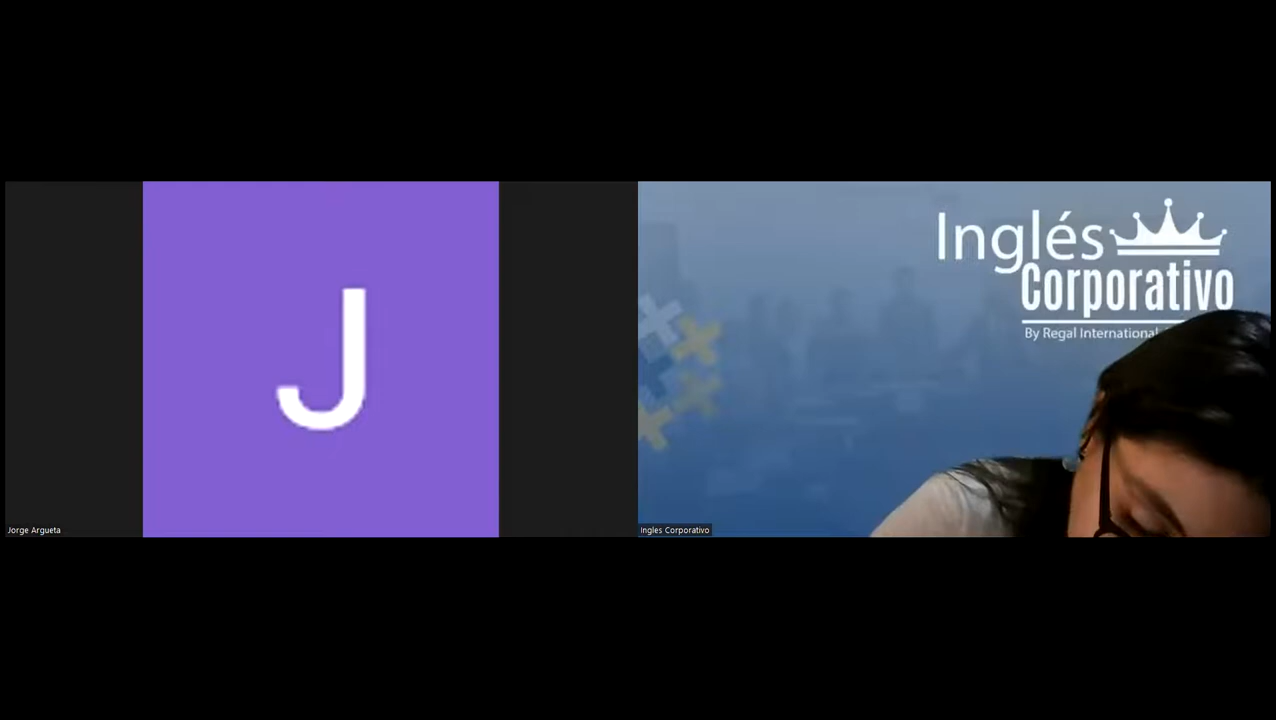 J
Jorge Argueta
Inglés
Corporativo
By Regal International
Ingles Corporativo